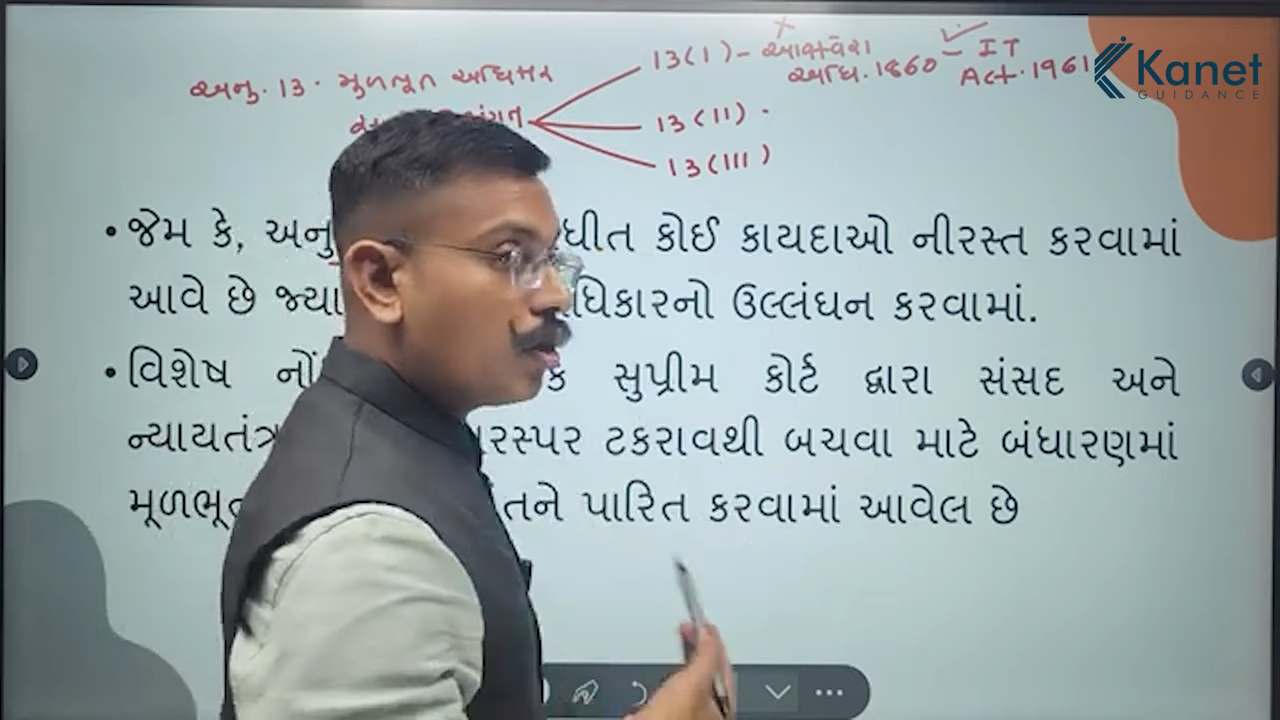 13(I) - આવકવેરા – IT
અનુ. 13. મુળભૂત અધિકાર અધિ. 1860 Act. 1961
13(II) -
13(III)
Kanet
GUIDANCE
• જેમ કે, અનુ ધીત કોઈ કાયદાઓ નીરસ્ત કરવામાં
આવે છે જ્યા ધિકારનો ઉલ્લંઘન કરવામાં.
• વિશેષ નોં ક સુપ્રીમ કોર્ટ દ્વારા સંસદ અને
ન્યાયતંત્ર રસ્પર ટકરાવથી બચવા માટે બંધારણમાં
મૂળભૂ તને પારિત કરવામાં આવેલ છે